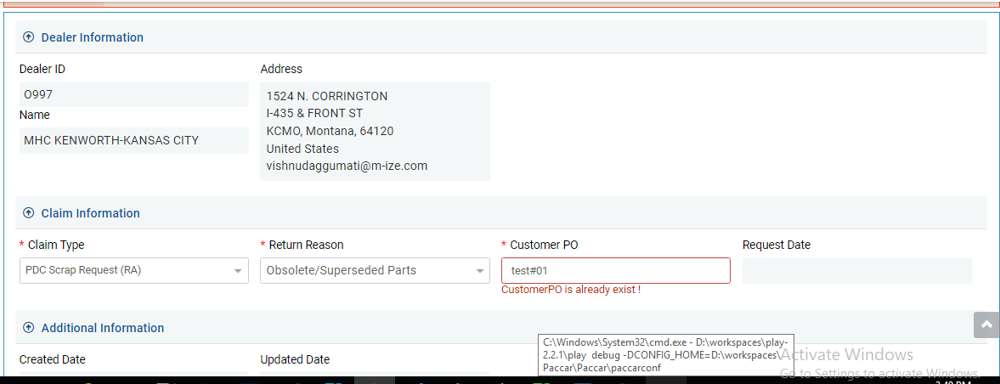 Dealer Information
Dealer ID
Address
0997
1524 N. CORRINGTON
I-435 & FRONT ST
Name
KCMO, Montana, 64120
MHC KENWORTH-KANSAS CITY
United States
vishnudaggumati@m-ize.com
Claim Information
* Claim Type
* Return Reason
* Customer PO
Request Date
PDC Scrap Request (RA)
Obsolete/Superseded Parts
test#01
CustomerPO is already exist !
Additional Information
Created Date
Updated Date
C:\Windows\System32\cmd.exe - D:\workspaces\play-
2.2.1\play debug -DCONFIG_HOME=D:\workspaces\
Paccar\Paccar\paccarconf
Activate Windows
Go to Settings to activate Windows.
3:40 PM